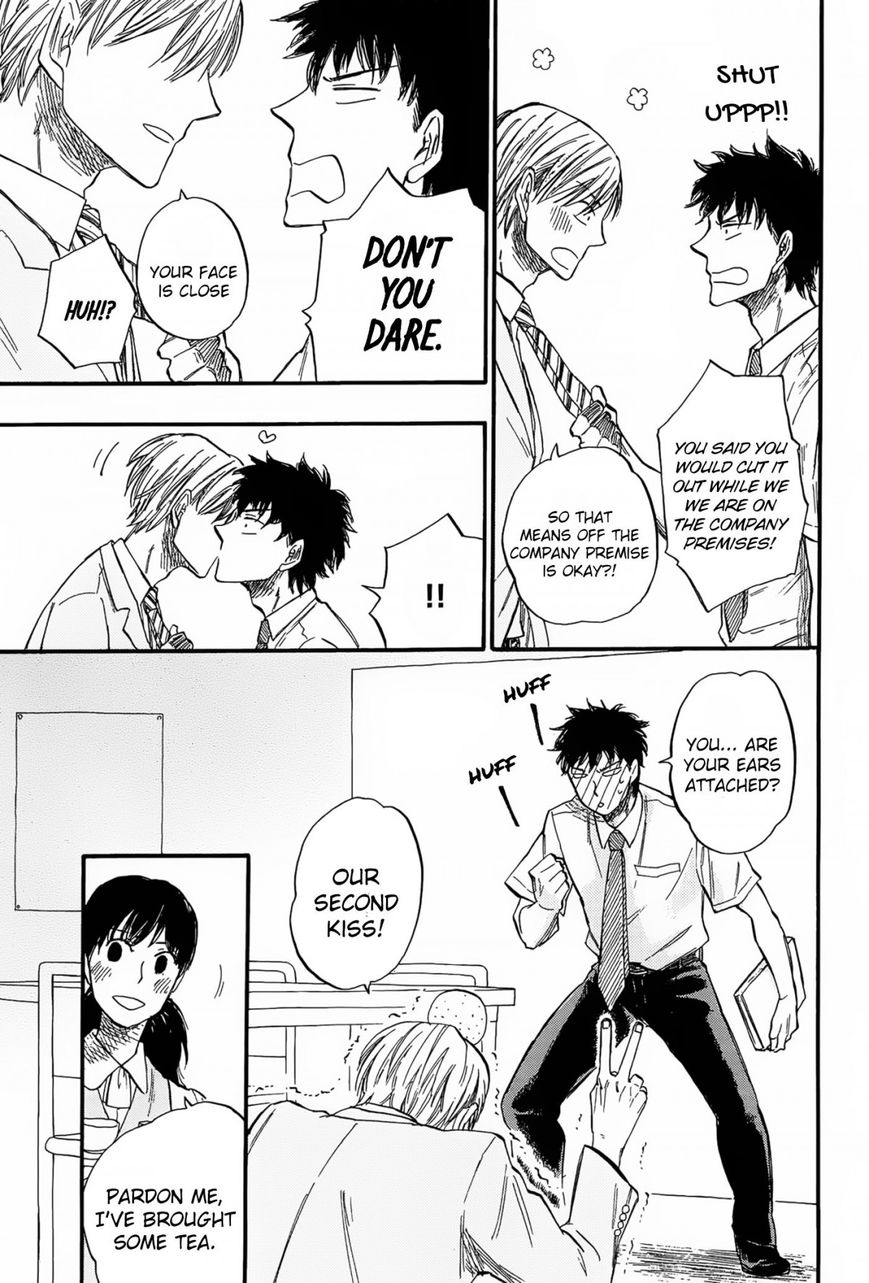 SHUT
UPPP!!
YOU SAID YOU
WOULD CUT IT
OUT WHILE WE
WE ARE ON
THE COMPANY
PREMISES!
SO THAT
MEANS OFF THE
COMPANY PREMISE
IS OKAY?!
DON'T
YOU
DARE.
YOUR FACE
IS CLOSE
HUH!?
!!
HUFF
HUFF
YOU... ARE
YOUR EARS
ATTACHED?
OUR
SECOND
KISS!
PARDON ME,
I'VE BROUGHT
SOME TEA.